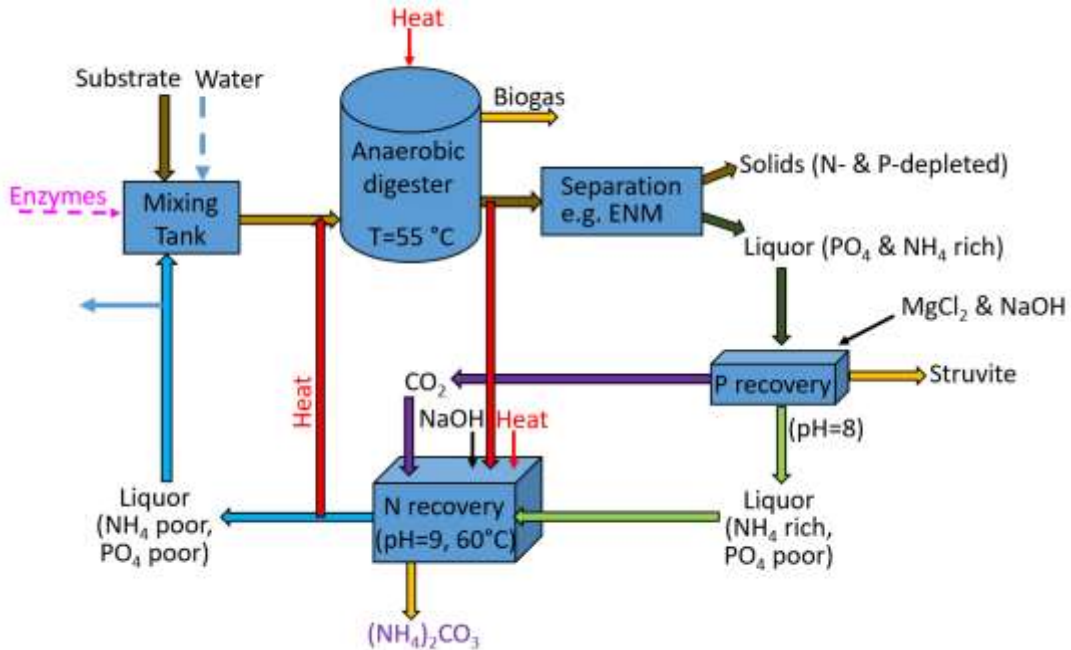 Heat
Substrate
Water
Biogas
Anaerobic
digester
T=55 °C
Enzymes
Mixing
Tank
Separation
e.g. ENM
Solids (N- & P-depleted)
Liquor (PO₄ & NH₄ rich)
MgCl₂ & NaOH
CO₂
P recovery
Struvite
Heat
NaOH
Heat
(pH=8)
Liquor
(NH₄ poor,
PO₄ poor)
N recovery
(pH=9, 60°C)
Liquor
(NH₄ rich,
PO₄ poor)
(NH₄)₂CO₃